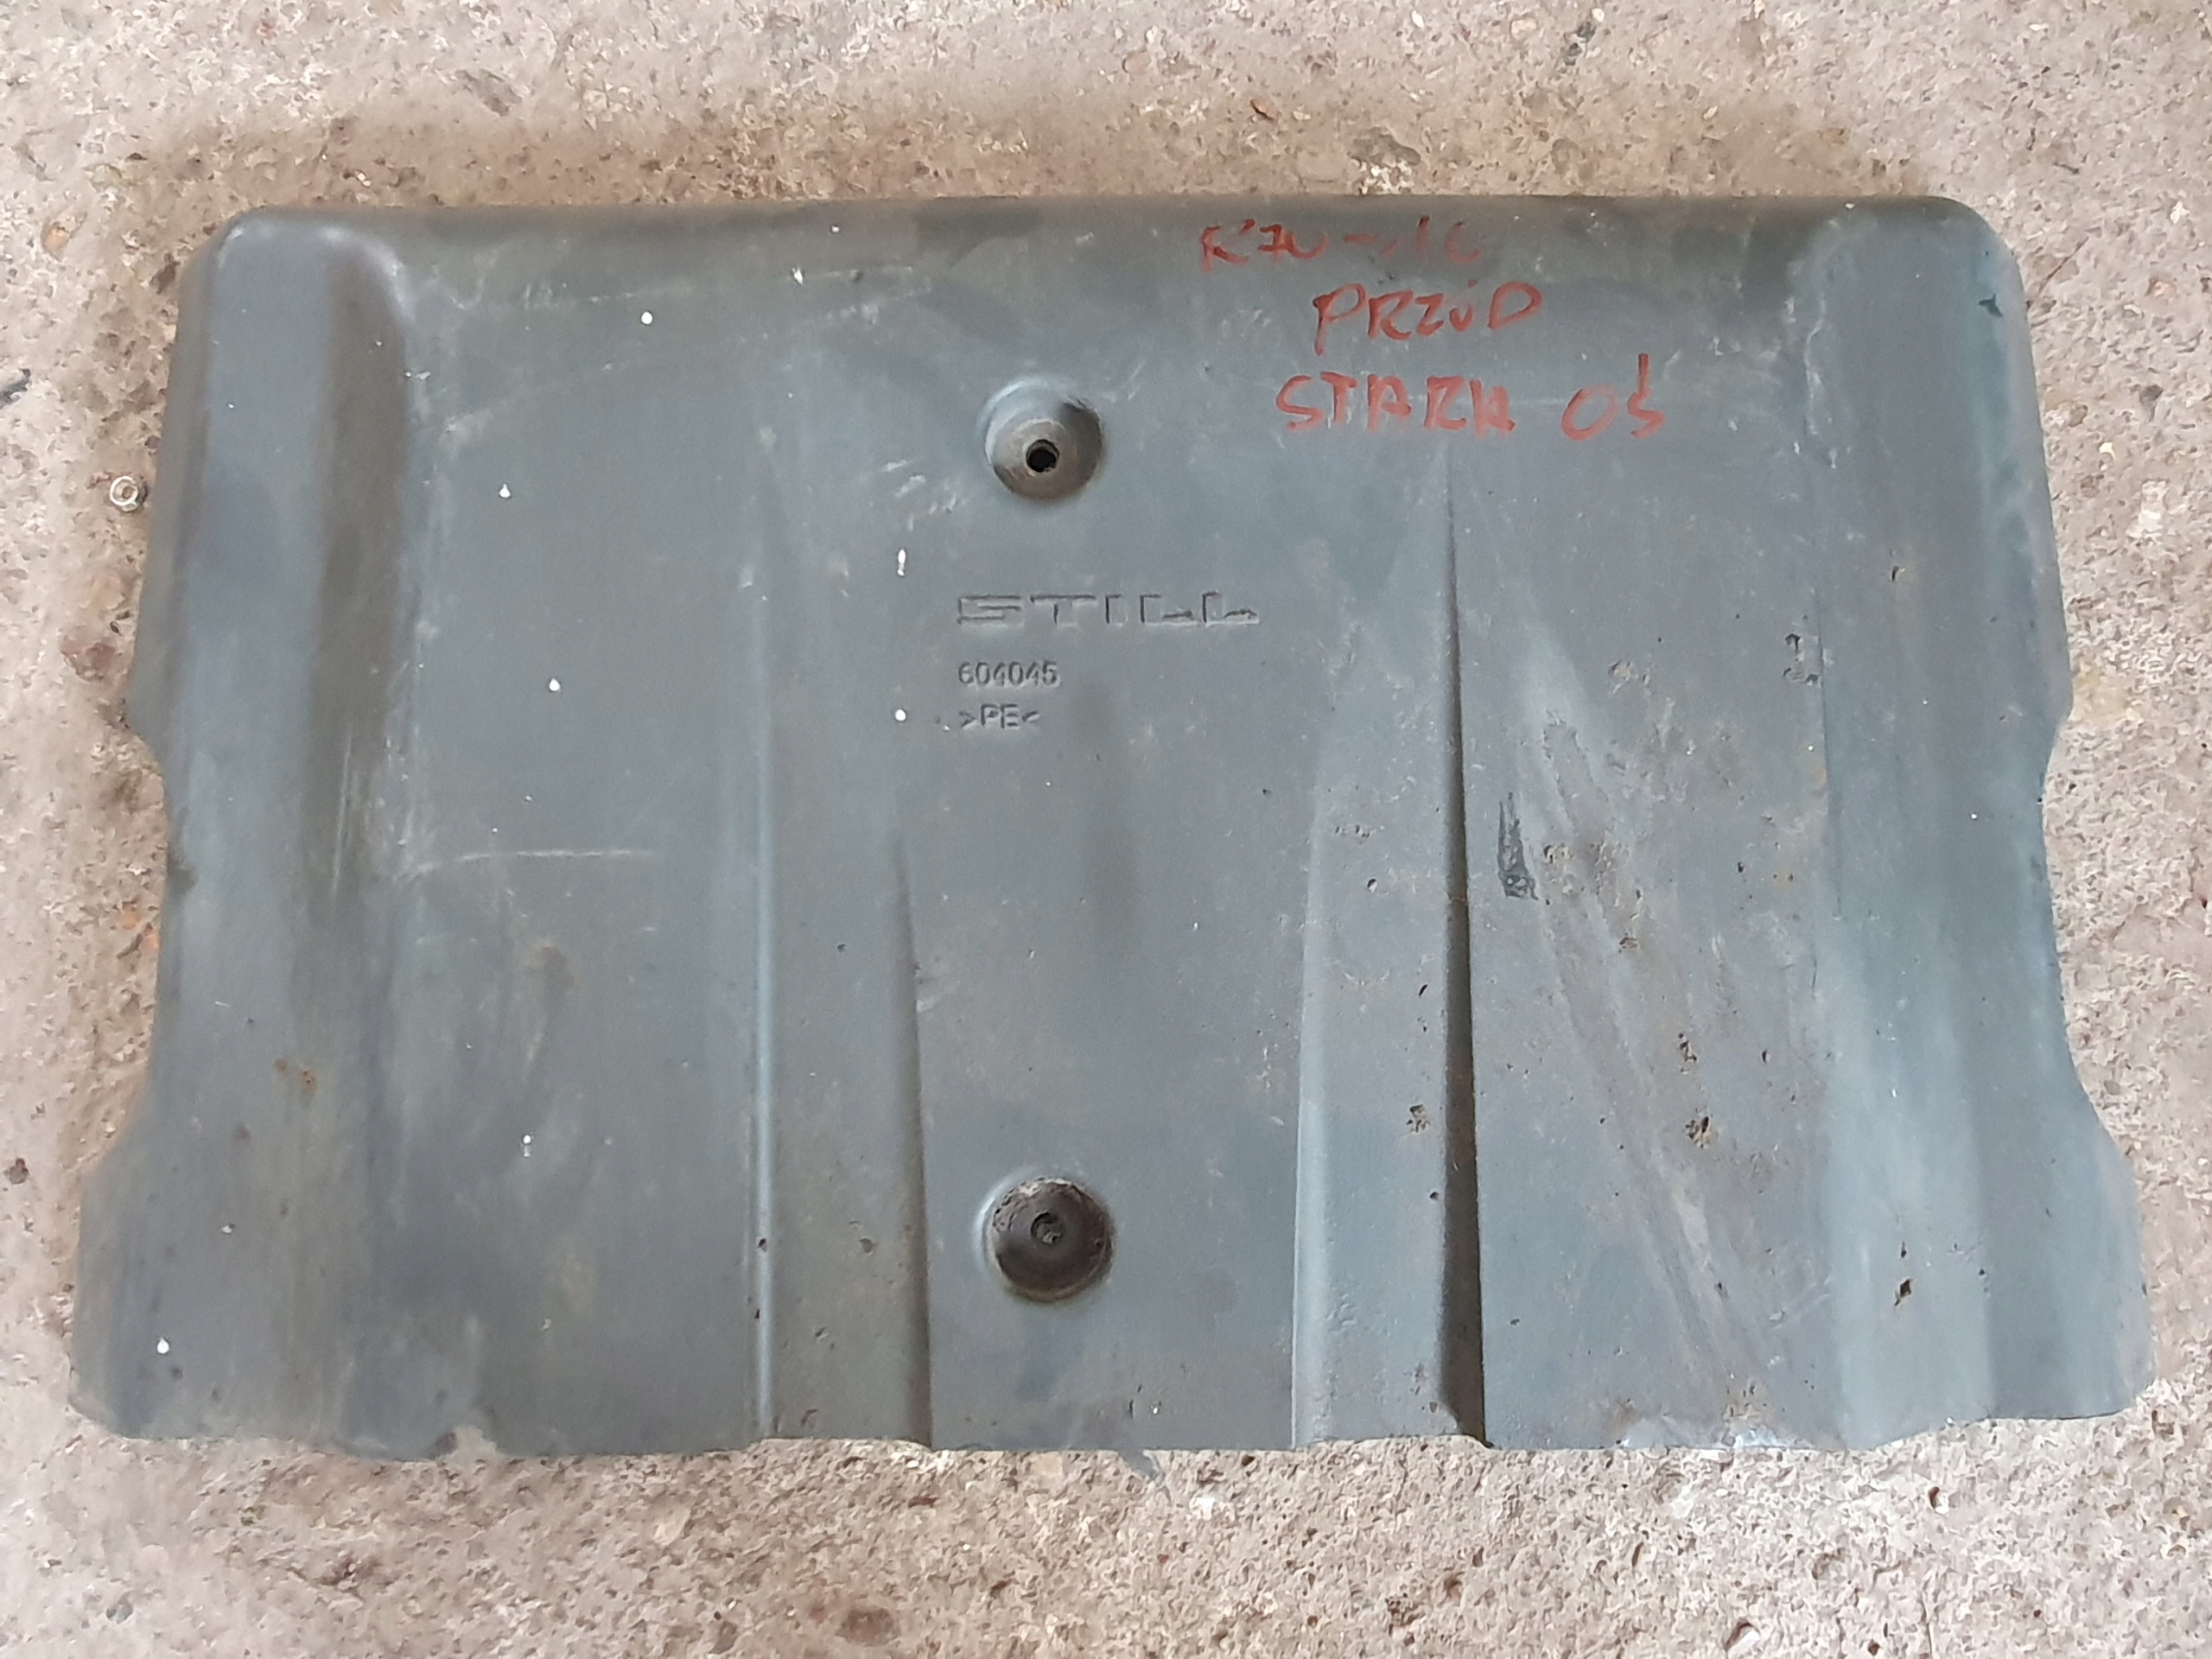 R70-16
PRZÓD
STARA OŚ
STILL
604045
>PE<